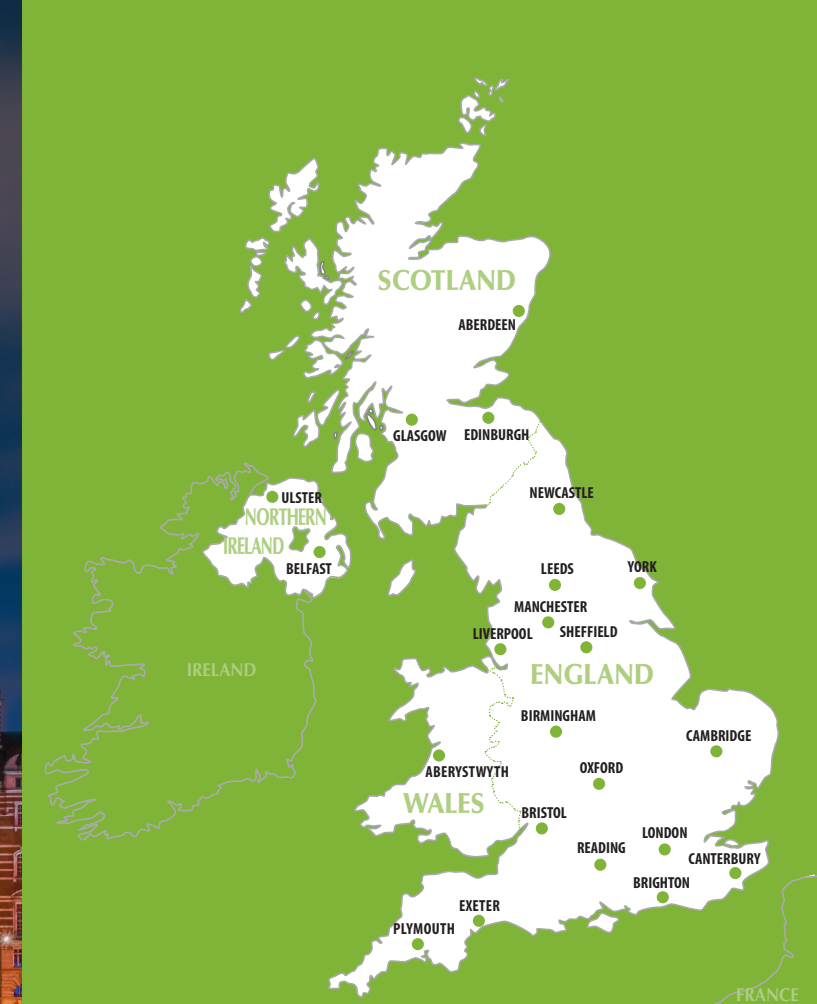 SCOTLAND
ABERDEEN
GLASGOW
EDINBURGH
NEWCASTLE
ULSTER
NORTHERN
IRELAND
BELFAST
LEEDS
YORK
MANCHESTER
LIVERPOOL
SHEFFIELD
IRELAND
ENGLAND
BIRMINGHAM
CAMBRIDGE
ABERYSTWYTH
OXFORD
WALES
BRISTOL
LONDON
READING
CANTERBURY
BRIGHTON
EXETER
PLYMOUTH
FRANCE